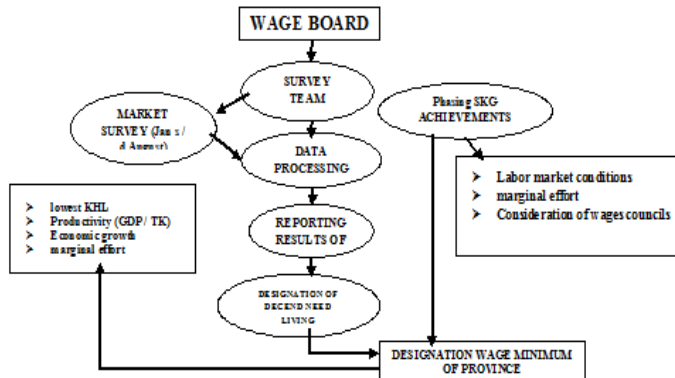 WAGE BOARD
SURVEY
TEAM
MARKET
SURVEY (Jan s /
d August)
Phasing SKG
ACHIEVEMENTS
DATA
PROCESSING
➤ Labor market conditions
➤ marginal effort
➤ Consideration of wages councils
➤ lowest KHL
➤ Productivity (GDP / TK)
➤ Economic growth
➤ marginal effort
REPORTING
RESULTS OF
DESIGNATION OF
DECEND NEED
LIVING
DESIGNATION WAGE MINIMUM
OF PROVINCE